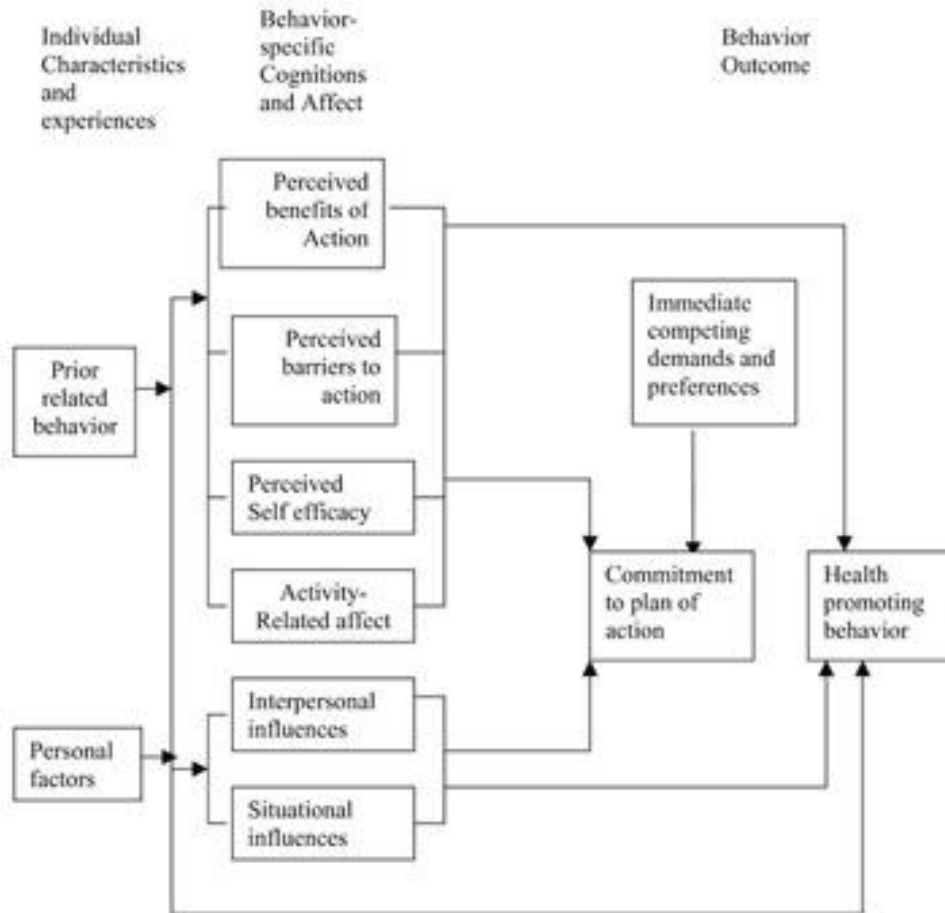 Individual
Characteristics
and
experiences
Behavior-
specific
Cognitions
and Affect
Behavior
Outcome
Perceived
benefits of
Action
Immediate
competing
demands and
preferences
Perceived
barriers to
action
Prior
related
behavior
Perceived
Self efficacy
Activity-
Related affect
Commitment
to plan of
action
Health
promoting
behavior
Interpersonal
influences
Personal
factors
Situational
influences